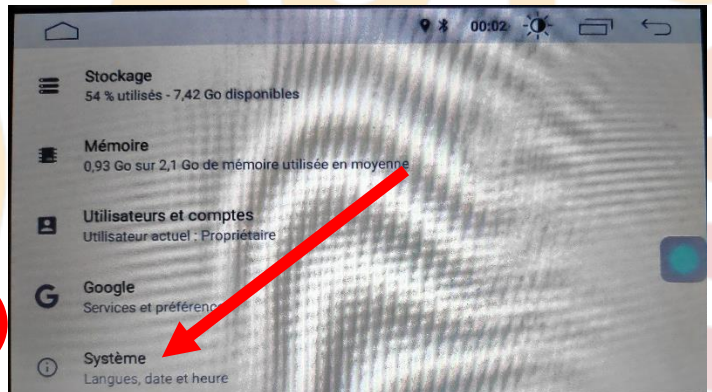 00:02
Stockage
54 % utilisés - 7,42 Go disponibles
Mémoire
0,93 Go sur 2,1 Go de mémoire utilisée en moyenne
Utilisateurs et comptes
Utilisateur actuel : Propriétaire
G
Google
Services et préférenc
Système
Langues, date et heure